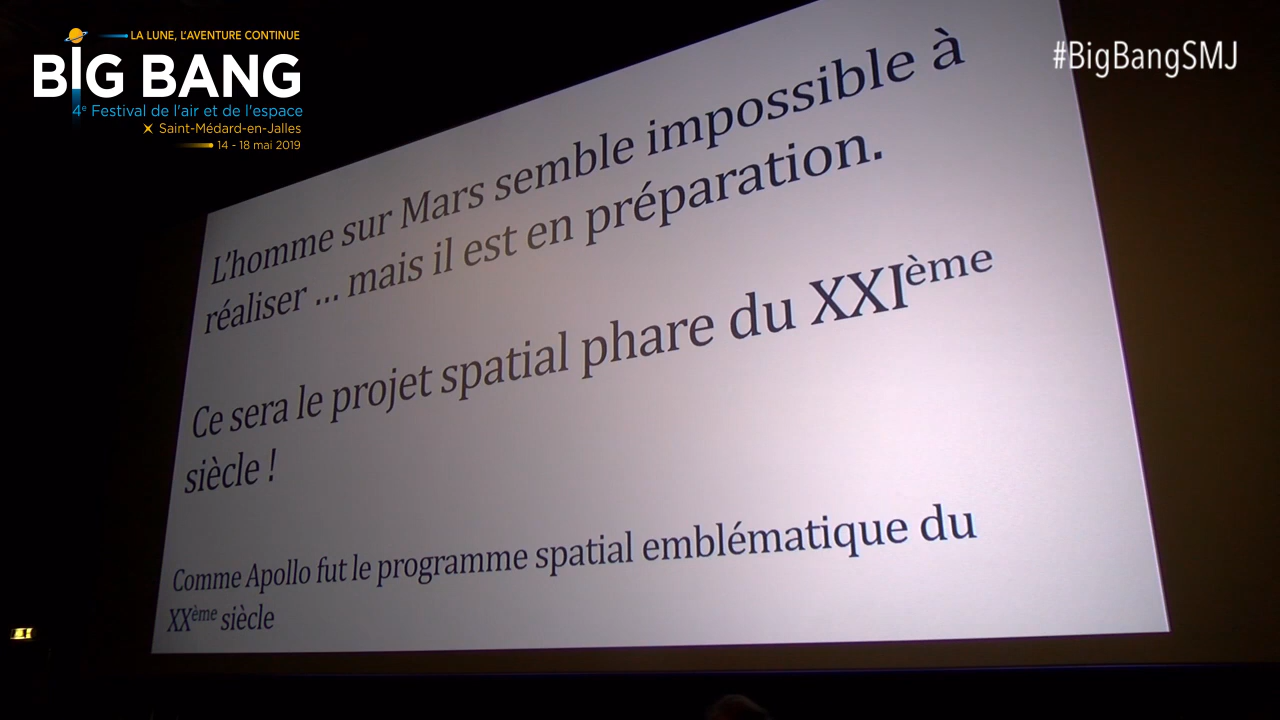 LA LUNE, L'AVENTURE CONTINUE
BIG BANG
4e Festival de l'air et de l'espace
Saint-Médard-en-Jalles
14 - 18 mai 2019
#BigBangSMJ
L'homme sur Mars semble impossible à
réaliser ... mais il est en préparation.
Ce sera le projet spatial phare du XXIème
siècle !
Comme Apollo fut le programme spatial emblématique du
XXème siècle